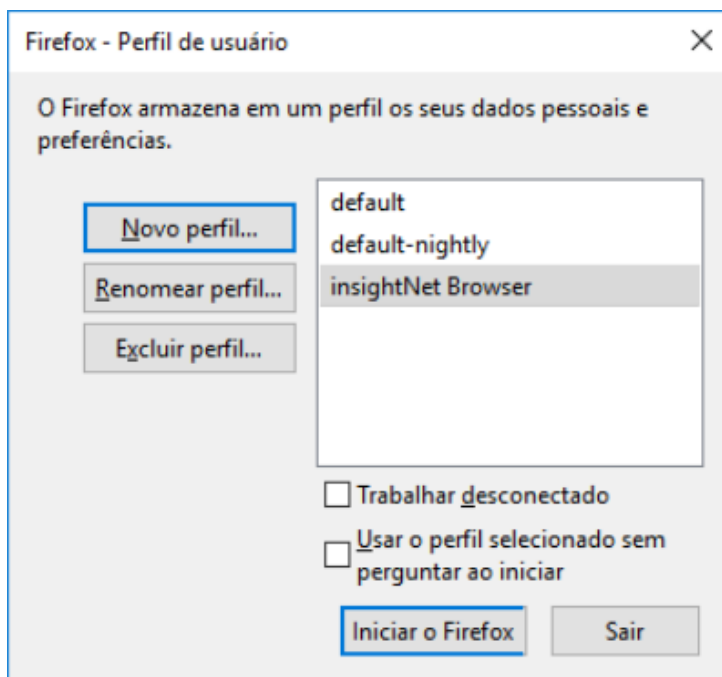 Firefox - Perfil de usuário
O Firefox armazena em um perfil os seus dados pessoais e
preferências.
Novo perfil...
Renomear perfil...
Excluir perfil...
default
default-nightly
insightNet Browser
Trabalhar desconectado
Usar o perfil selecionado sem
perguntar ao iniciar
Iniciar o Firefox
Sair